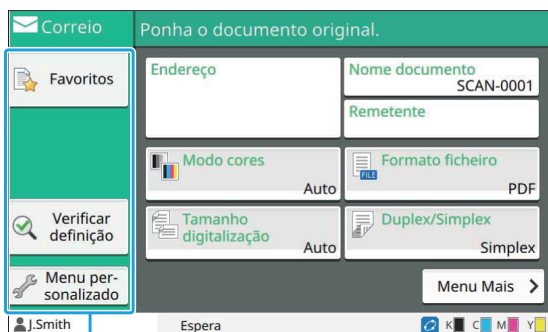 Correio
Ponha o documento original.
Favoritos
Verificar
definição
Menu per-
sonalizado
Endereço
Nome documento
SCAN-0001
Remetente
Modo cores
Auto
Formato ficheiro
FILE
PDF
Tamanho
digitalização
Auto
Duplex/Simplex
Simplex
Menu Mais
J.Smith
Espera
K C M Y